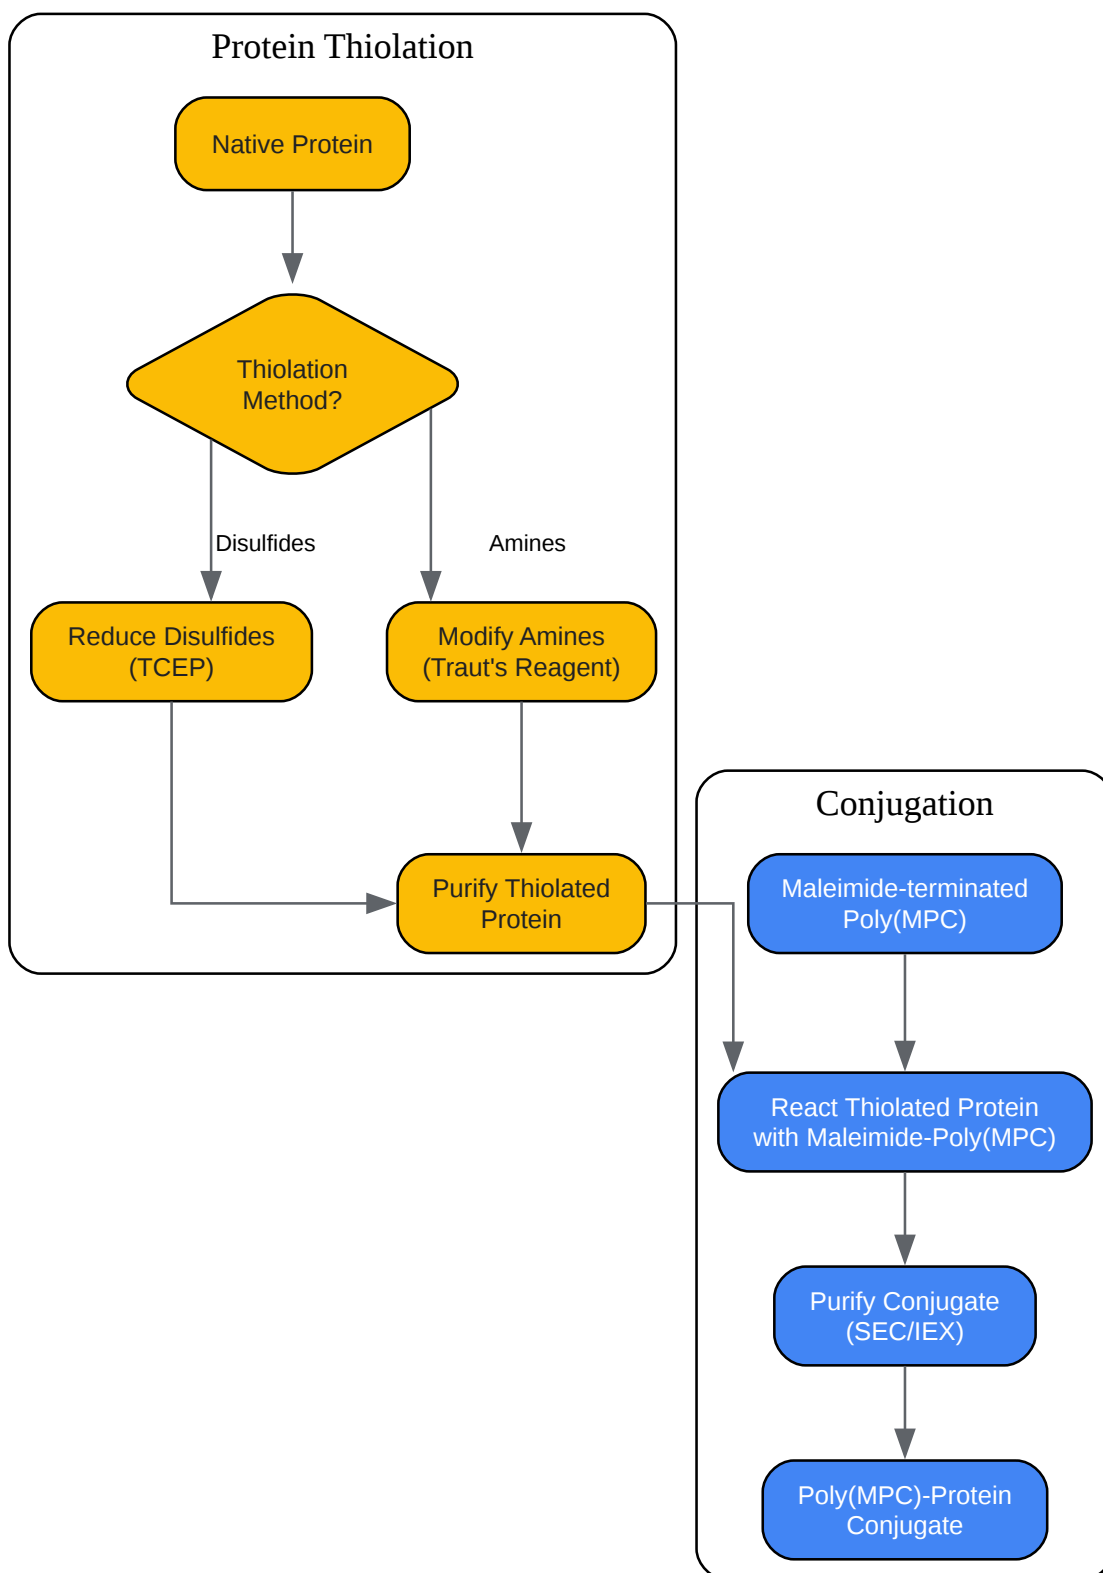 Protein Thiolation
Native Protein
Thiolation
Method?
Disulfides
Amines
Reduce Disulfides
(TCEP)
Modify Amines
(Traut's Reagent)
Purify Thiolated
Protein
Conjugation
Maleimide-terminated
Poly(MPC)
React Thiolated Protein
with Maleimide-Poly(MPC)
Purify Conjugate
(SEC/IEX)
Poly(MPC)-Protein
Conjugate